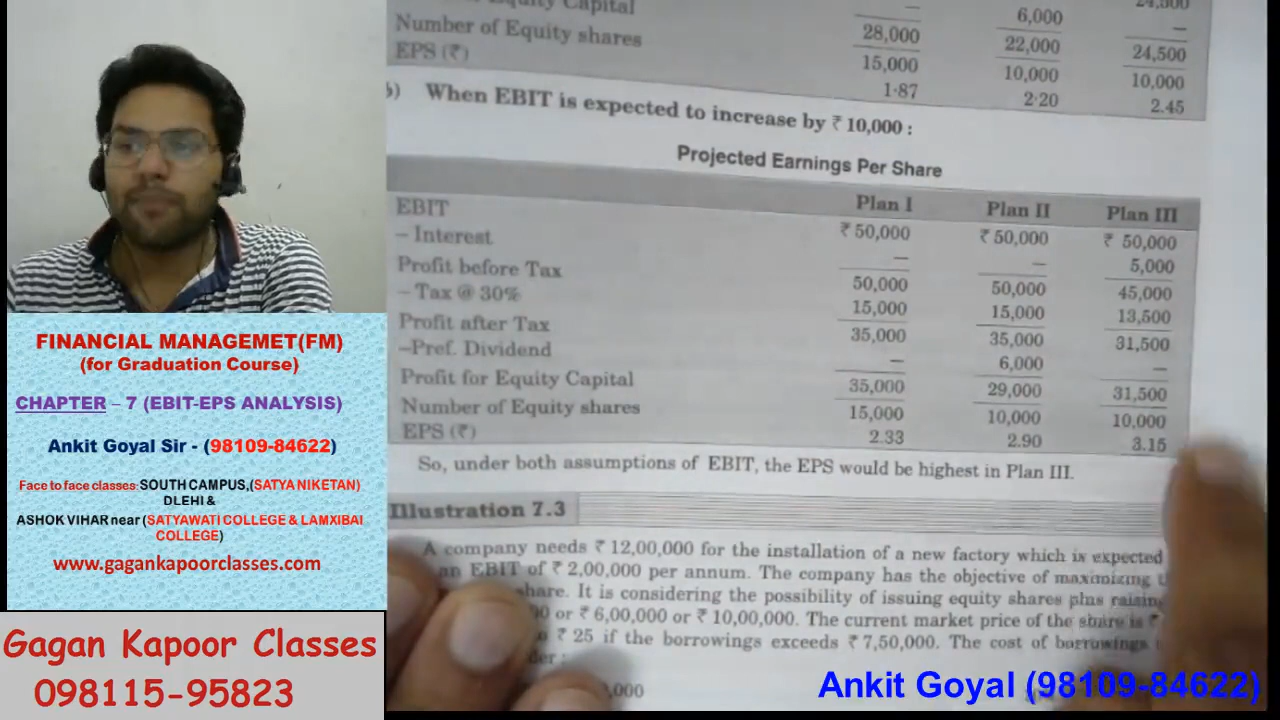 FINANCIAL MANAGEMET(FM)
(for Graduation Course)
CHAPTER – 7 (EBIT-EPS ANALYSIS)
Ankit Goyal Sir - (98109-84622)
Face to face classes: SOUTH CAMPUS,(SATYA NIKETAN)
DLEHI &
ASHOK VIHAR near (SATYAWATI COLLEGE & LAMXIBAI
COLLEGE)
www.gagankapoorclasses.com
Gagan Kapoor Classes
098115-95823
Equity Capital — 6,000 —
Number of Equity shares 28,000 22,000 24,500
EPS (₹) 15,000 10,000 10,000
1·87 2·20 2.45
) When EBIT is expected to increase by ₹ 10,000 :
Projected Earnings Per Share
Plan I Plan II Plan III
EBIT ₹ 50,000 ₹ 50,000 ₹ 50,000
– Interest — — 5,000
Profit before Tax 50,000 50,000 45,000
– Tax @ 30% 15,000 15,000 13,500
Profit after Tax 35,000 35,000 31,500
–Pref. Dividend — 6,000 —
Profit for Equity Capital 35,000 29,000 31,500
Number of Equity shares 15,000 10,000 10,000
EPS (₹) 2.33 2.90 3.15
So, under both assumptions of EBIT, the EPS would be highest in Plan III.
Illustration 7.3
A company needs ₹ 12,00,000 for the installation of a new factory which is expected
an EBIT of ₹ 2,00,000 per annum. The company has the objective of maximizing
share. It is considering the possibility of issuing equity shares plus raising
or ₹ 6,00,000 or ₹ 10,00,000. The current market price of the share is ₹
₹ 25 if the borrowings exceeds ₹ 7,50,000. The cost of borrowings
Ankit Goyal (98109-84622)